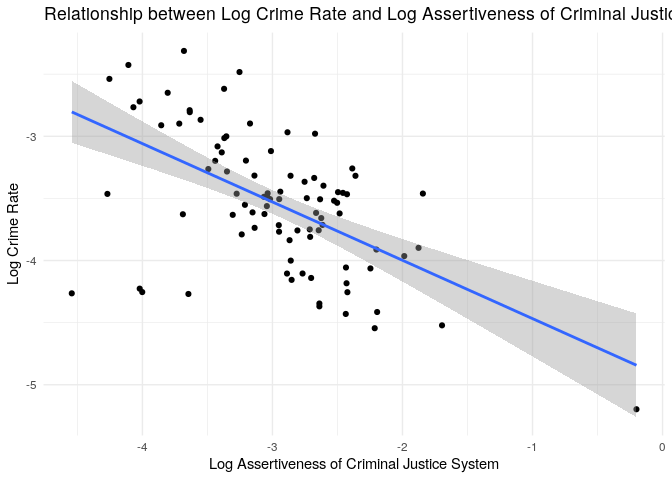 Relationship between Log Crime Rate and Log Assertiveness of Criminal
-3
-4
-5
Log Crime Rate
-4
-3
-2
-1
0
Log Assertiveness of Criminal Justice System